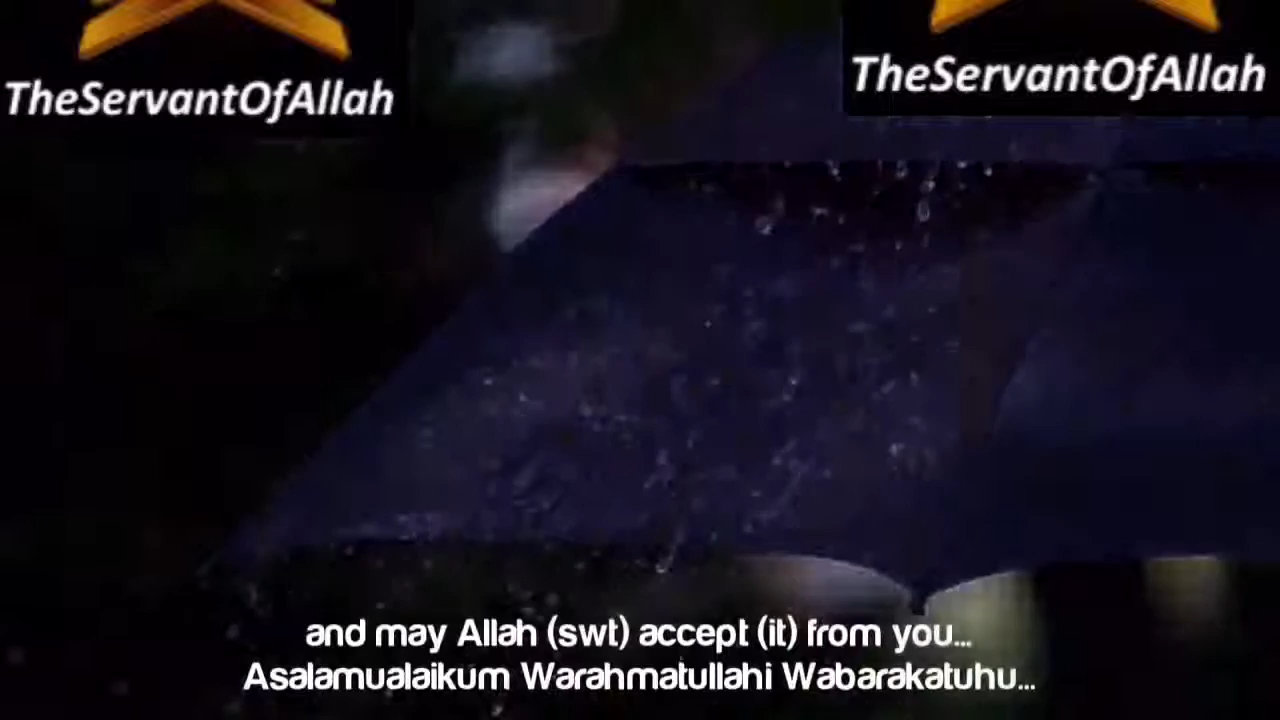 TheServantOfAllah
TheServantOfAllah
and may Allah (swt) accept (it) from you...
Asalamualaikum Warahmatullahi Wabarakatuhu...